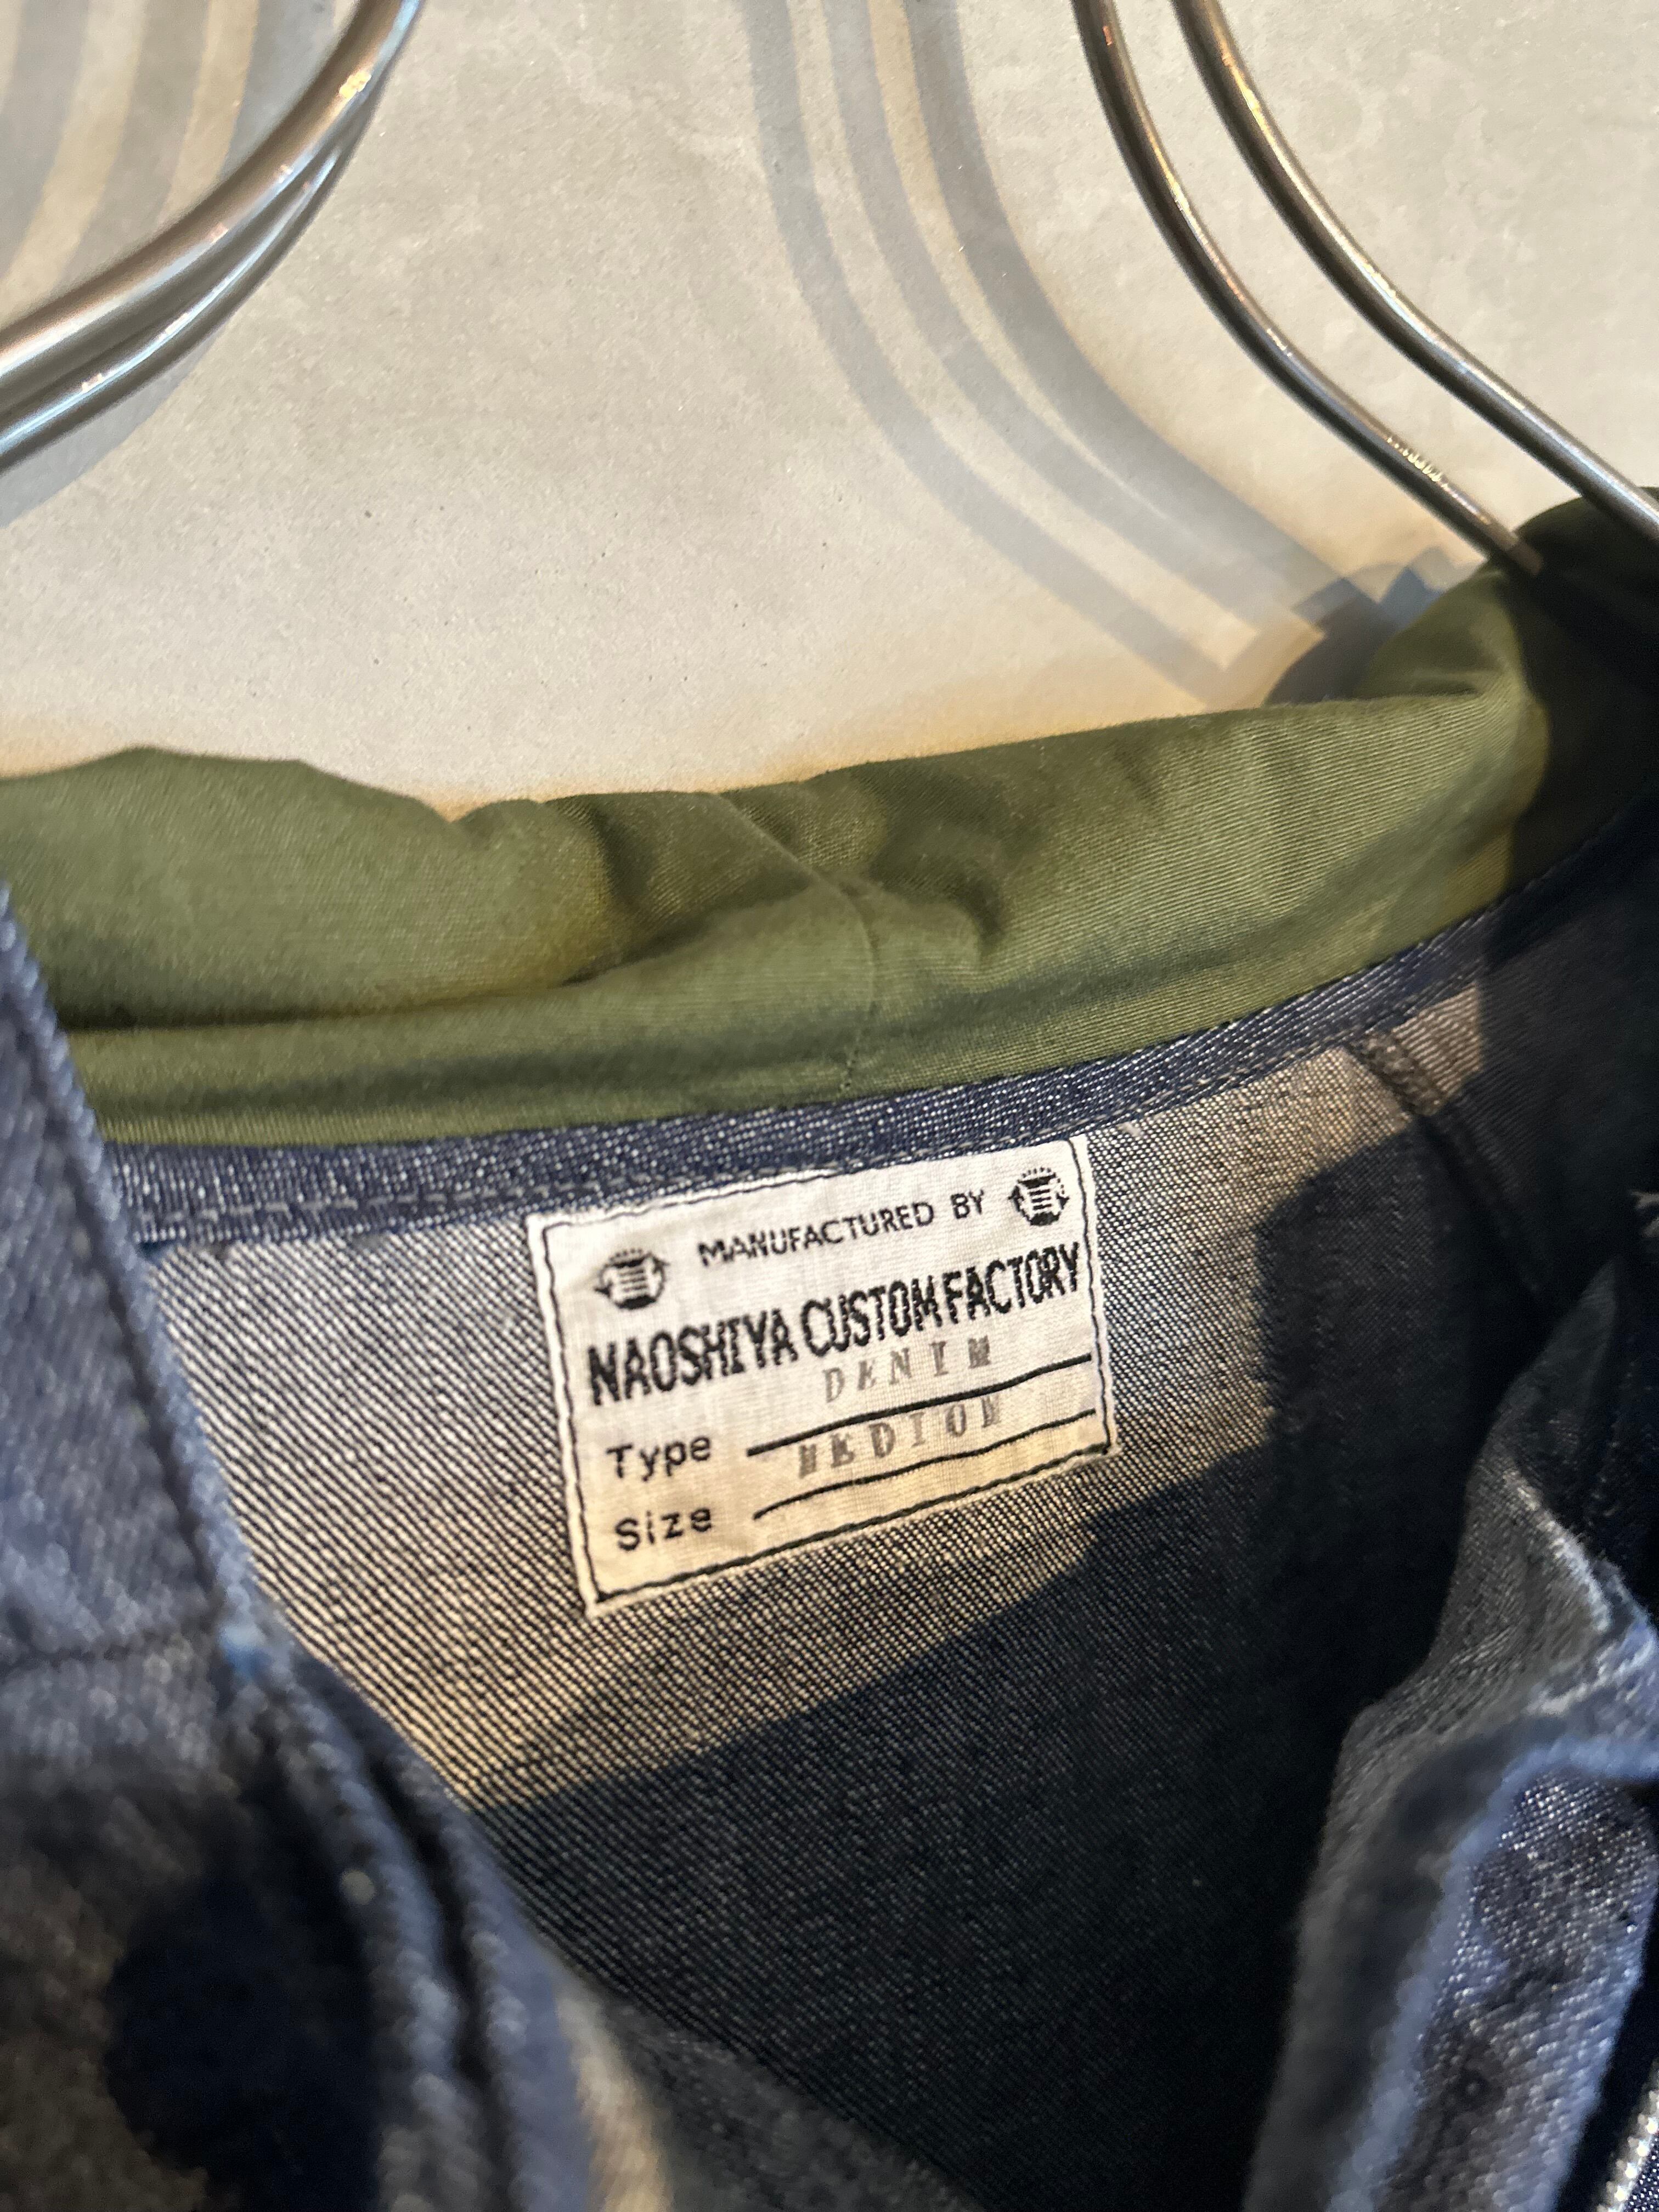 MANUFACTURED BY
NAOSHIYA CUSTOM FACTORY
Type DENIM
Size MEDIUM